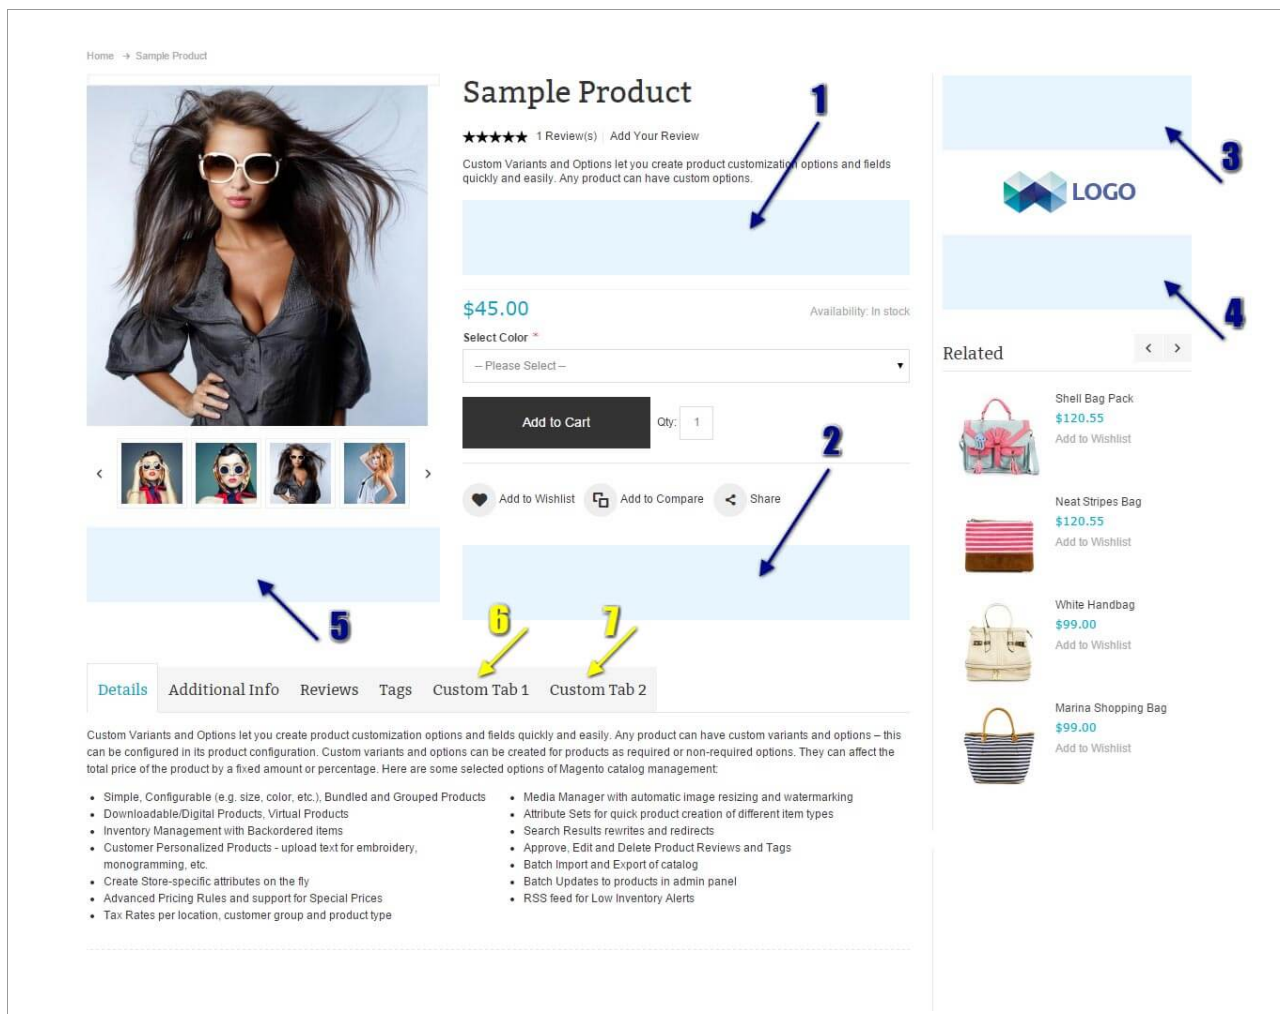 Home → Sample Product
Sample Product
1
★★★★★ 1 Review(s) | Add Your Review
Custom Variants and Options let you create product customization options and fields
quickly and easily. Any product can have custom options.
3
LOGO
$45.00
Availability: In stock
4
Select Color *
-- Please Select --
Add to Cart
Qty: 1
2
Add to Wishlist
Add to Compare
Share
5
6
7
Related
Shell Bag Pack
$120.55
Add to Wishlist
Neat Stripes Bag
$120.55
Add to Wishlist
White Handbag
$99.00
Add to Wishlist
Marina Shopping Bag
$99.00
Add to Wishlist
Details Additional Info Reviews Tags Custom Tab 1 Custom Tab 2
Custom Variants and Options let you create product customization options and fields quickly and easily. Any product can have custom variants and options – this
can be configured in its product configuration. Custom variants and options can be created for products as required or non-required options. They can affect the
total price of the product by a fixed amount or percentage. Here are some selected options of Magento catalog management:
• Simple, Configurable (e.g. size, color, etc.), Bundled and Grouped Products
• Downloadable/Digital Products, Virtual Products
• Inventory Management with Backordered items
• Customer Personalized Products - upload text for embroidery,
monogramming, etc.
• Create Store-specific attributes on the fly
• Advanced Pricing Rules and support for Special Prices
• Tax Rates per location, customer group and product type
• Media Manager with automatic image resizing and watermarking
• Attribute Sets for quick product creation of different item types
• Search Results rewrites and redirects
• Approve, Edit and Delete Product Reviews and Tags
• Batch Import and Export of catalog
• Batch Updates to products in admin panel
• RSS feed for Low Inventory Alerts